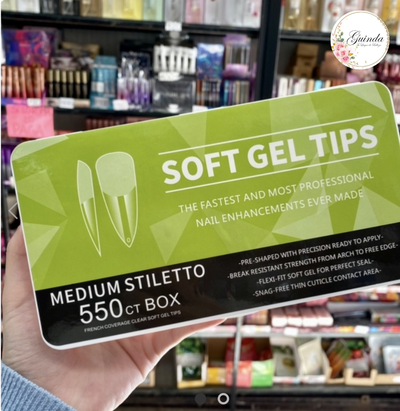 Guinda
SOFT GEL TIPS
THE FASTEST AND MOST PROFESSIONAL
NAIL ENHANCEMENTS EVER MADE
MEDIUM STILETTO
550 CT BOX
FRENCH COVERAGE CLEAR SOFT GEL TIPS
-PRE-SHAPED WITH PRECISION READY TO APPLY-
-BREAK RESISTANT STRENGTH FROM ARCH TO FREE EDGE-
-FLEXI-FIT SOFT GEL FOR PERFECT SEAL-
-SNAG-FREE THIN CUTICLE CONTACT AREA-